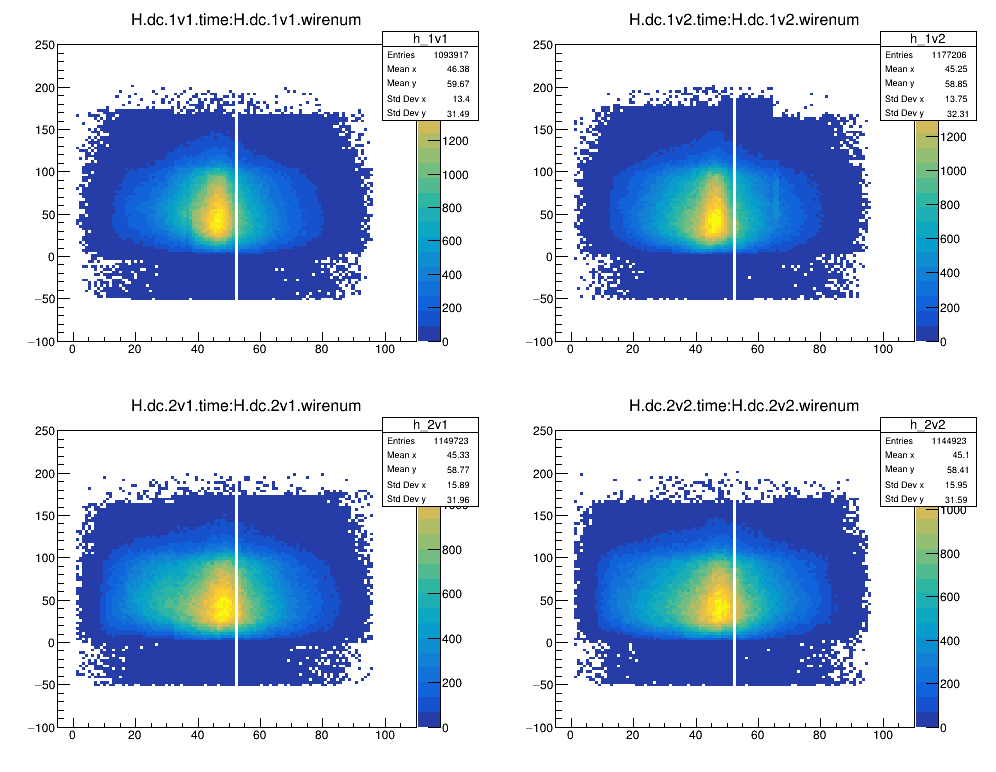 H.dc.1v1.time:H.dc.1v1.wirenum
h_1v1
Entries 1093917
Mean x 46.38
Mean y 59.67
Std Dev x 13.4
Std Dev y 31.49
250
200
150
100
50
0
−50
−100
0 20 40 60 80 100
1200
1000
800
600
400
200
0
H.dc.1v2.time:H.dc.1v2.wirenum
h_1v2
Entries 1177206
Mean x 45.25
Mean y 58.85
Std Dev x 13.75
Std Dev y 32.31
250
200
150
100
50
0
−50
−100
0 20 40 60 80 100
1200
1000
800
600
400
200
0
H.dc.2v1.time:H.dc.2v1.wirenum
h_2v1
Entries 1149723
Mean x 45.33
Mean y 58.77
Std Dev x 15.89
Std Dev y 31.96
250
200
150
100
50
0
−50
−100
0 20 40 60 80 100
1000
800
600
400
200
0
H.dc.2v2.time:H.dc.2v2.wirenum
h_2v2
Entries 1144923
Mean x 45.1
Mean y 58.41
Std Dev x 15.95
Std Dev y 31.59
250
200
150
100
50
0
−50
−100
0 20 40 60 80 100
1000
800
600
400
200
0